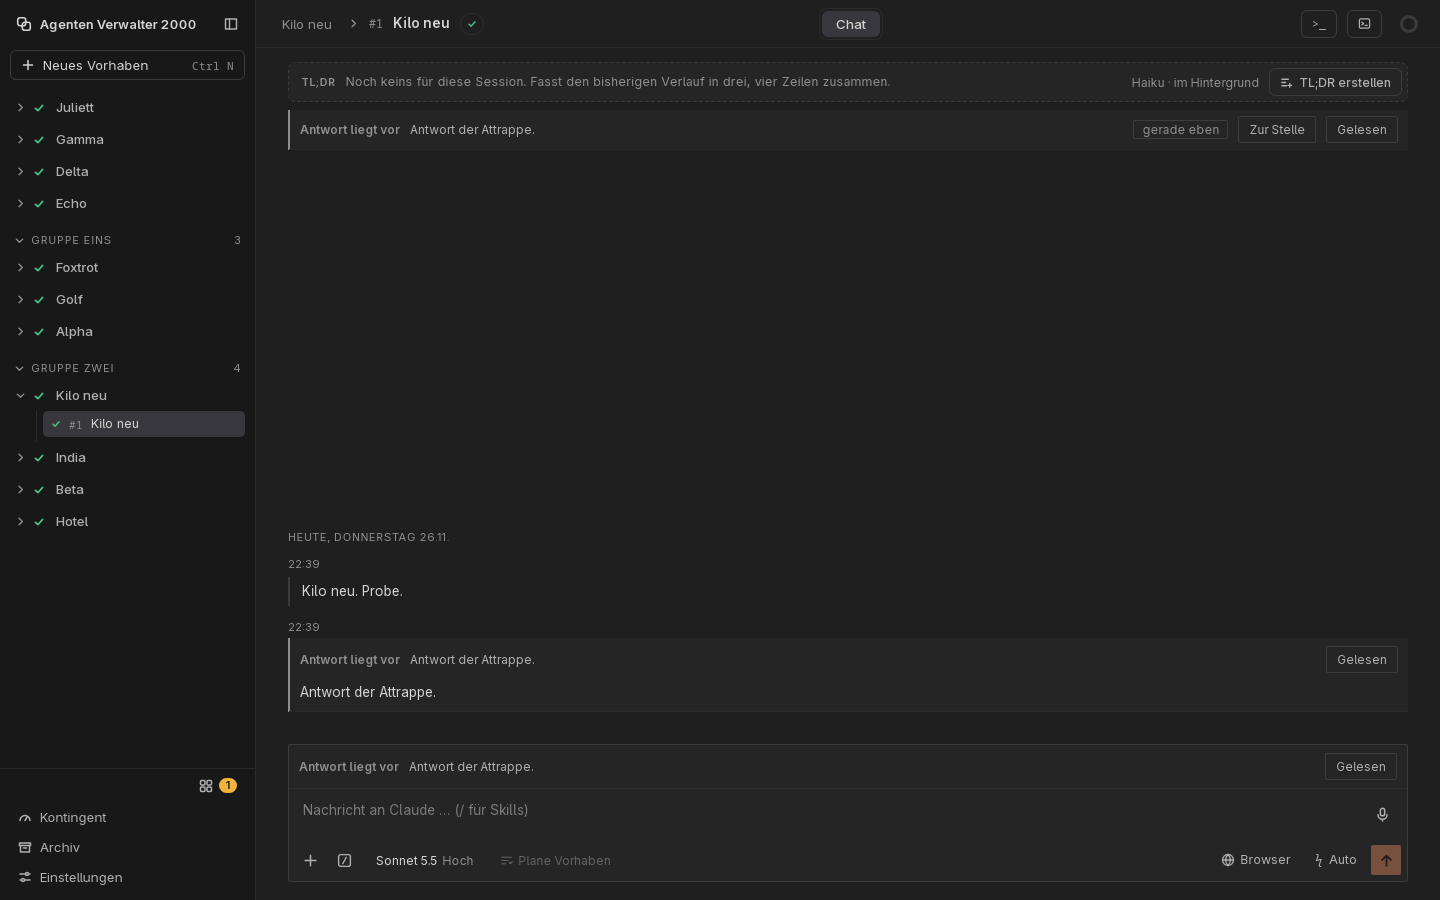 Agenten Verwalter 2000
Neues Vorhaben Ctrl N
Juliett
Gamma
Delta
Echo
GRUPPE EINS 3
Foxtrot
Golf
Alpha
GRUPPE ZWEI 4
Kilo neu
#1 Kilo neu
India
Beta
Hotel
1
Kontingent
Archiv
Einstellungen
Kilo neu #1 Kilo neu
Chat
>_
TL;DR Noch keins für diese Session. Fasst den bisherigen Verlauf in drei, vier Zeilen zusammen. Haiku · im Hintergrund TL;DR erstellen
Antwort liegt vor Antwort der Attrappe. gerade eben Zur Stelle Gelesen
HEUTE, DONNERSTAG 26.11.
22:39
Kilo neu. Probe.
22:39
Antwort liegt vor Antwort der Attrappe. Gelesen
Antwort der Attrappe.
Antwort liegt vor Antwort der Attrappe. Gelesen
Nachricht an Claude … (/ für Skills)
Sonnet 5.5 Hoch Plane Vorhaben Browser Auto